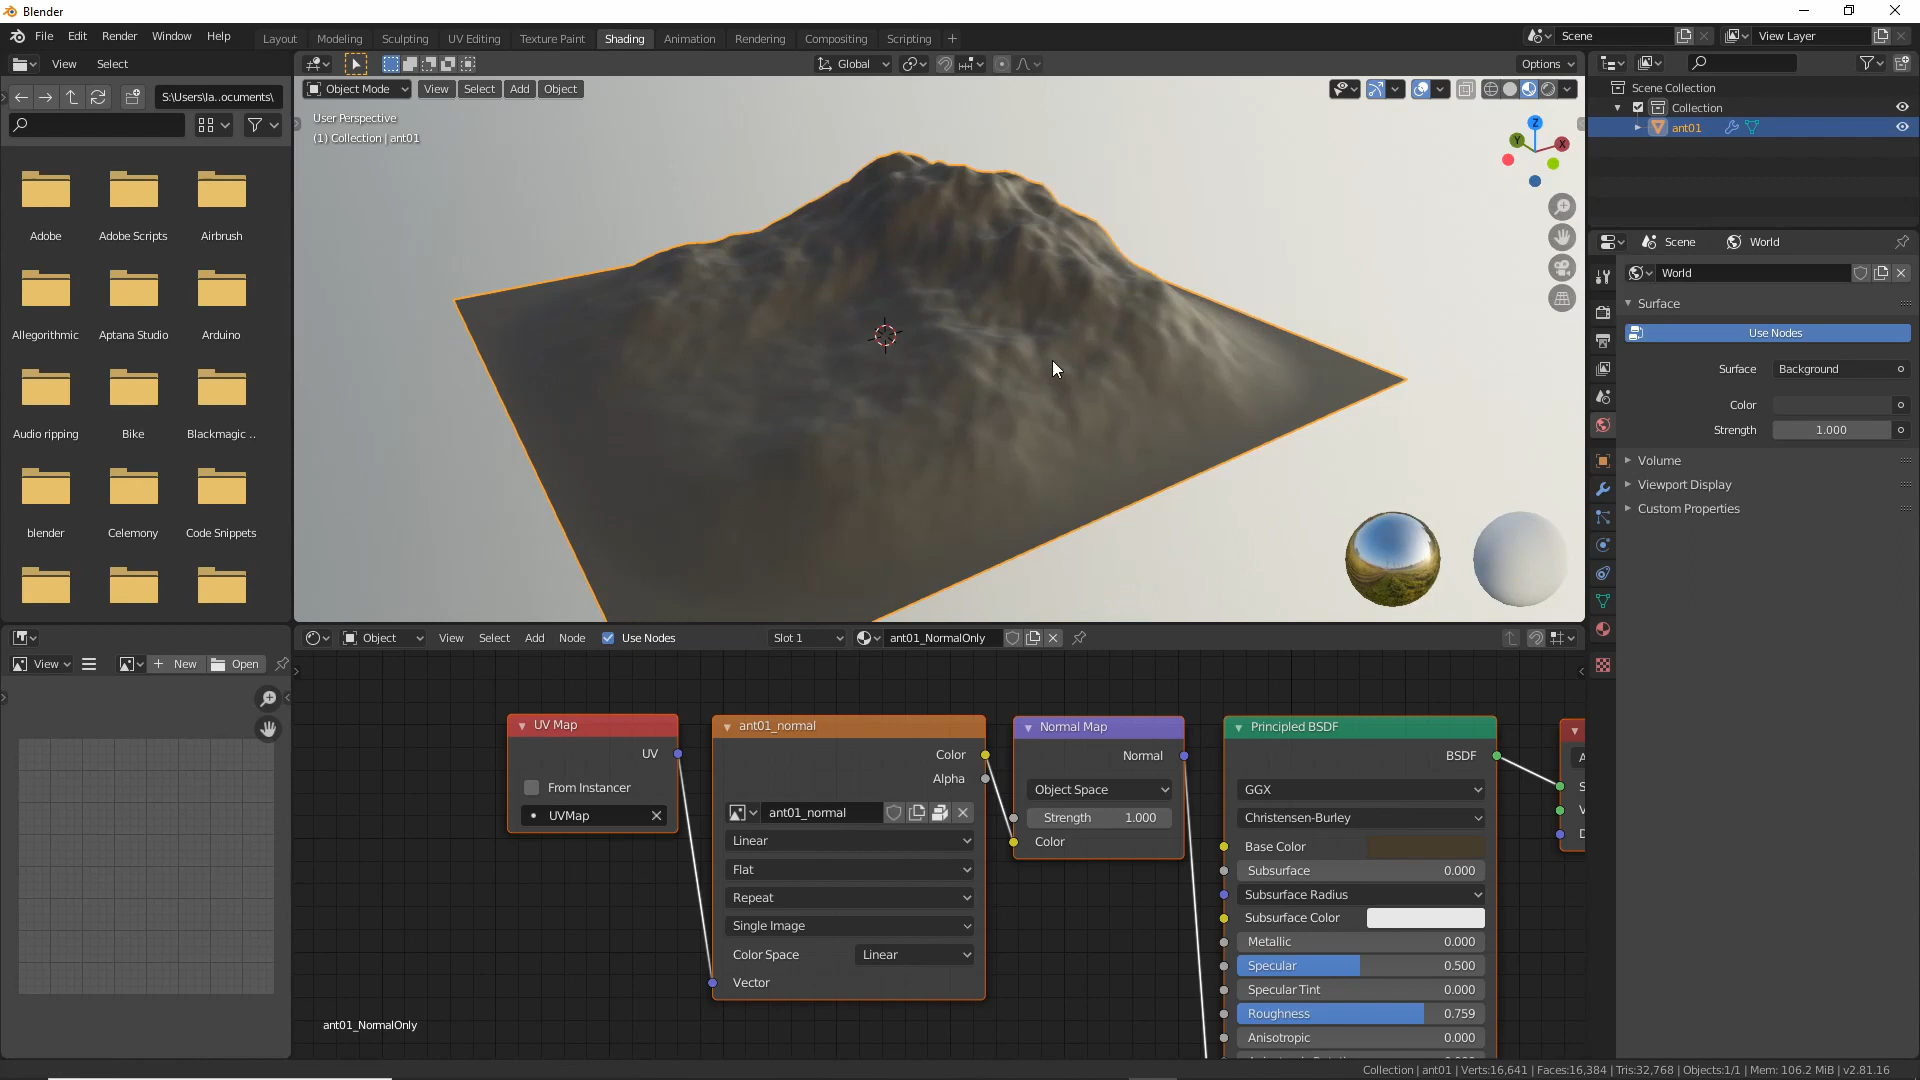 Blender
File Edit Render Window Help
Layout Modeling Sculpting UV Editing Texture Paint Shading Animation Rendering Compositing Scripting
Scene
View Layer
View Select
Global
Options
S:\Users\la..ocuments\
Object Mode View Select Add Object
User Perspective
(1) Collection | ant01
Z
Y
X
Scene Collection
Collection
ant01
Scene World
World
Surface
Use Nodes
Surface Background
Color
Strength 1.000
Volume
Viewport Display
Custom Properties
Adobe Adobe Scripts Airbrush
Allegorithmic Aptana Studio Arduino
Audio ripping Bike Blackmagic ..
blender Celemony Code Snippets
View New Open
Object View Select Add Node Use Nodes Slot 1 ant01_NormalOnly
UV Map
UV
From Instancer
UVMap
ant01_normal
Color
Alpha
ant01_normal
Linear
Flat
Repeat
Single Image
Color Space Linear
Vector
Normal Map
Normal
Object Space
Strength 1.000
Color
Principled BSDF
BSDF
GGX
Christensen-Burley
Base Color
Subsurface 0.000
Subsurface Radius
Subsurface Color
Metallic 0.000
Specular 0.500
Specular Tint 0.000
Roughness 0.759
Anisotropic 0.000
ant01_NormalOnly
Collection | ant01 | Verts:16,641 | Faces:16,384 | Tris:32,768 | Objects:1/1 | Mem: 106.2 MiB | v2.81.16